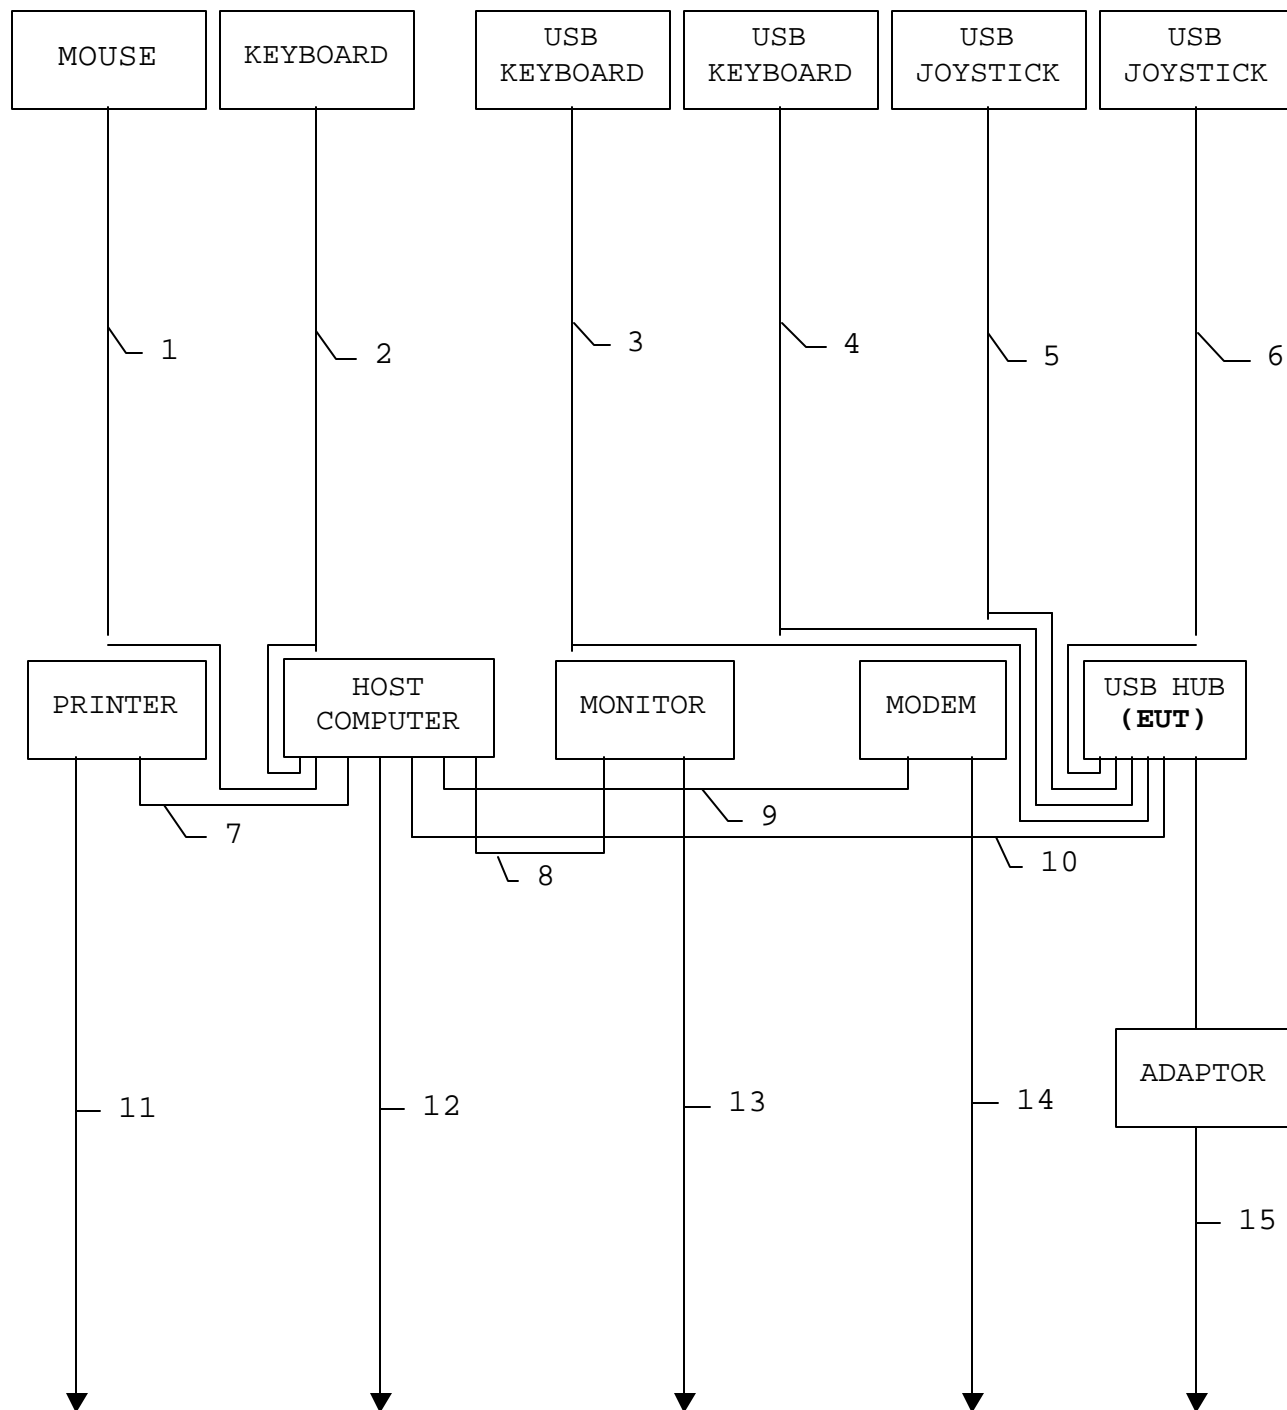 MOUSE
KEYBOARD
USB
KEYBOARD
USB
KEYBOARD
USB
JOYSTICK
USB
JOYSTICK
1
2
3
4
5
6
PRINTER
HOST
COMPUTER
MONITOR
MODEM
USB HUB
(EUT)
7
8
9
10
ADAPTOR
11
12
13
14
15